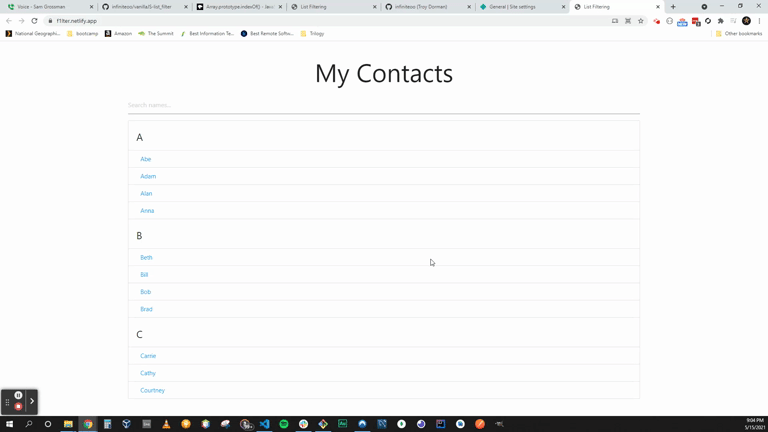 Voice - Sam Grossman
infiniteoo/vanillaJS-list_filter
Array.prototype.indexOf() - Java
List Filtering
infiniteoo (Troy Dorman)
General | Site settings
List Filtering
f1lter.netlify.app
National Geographi...
bootcamp
Amazon
The Summit
Best Information Te...
Best Remote Softwar...
Trilogy
Other bookmarks
My Contacts
Search names...
A
Abe
Adam
Alan
Anna
B
Beth
Bill
Bob
Brad
C
Carrie
Cathy
Courtney
9:04 PM
5/15/2021